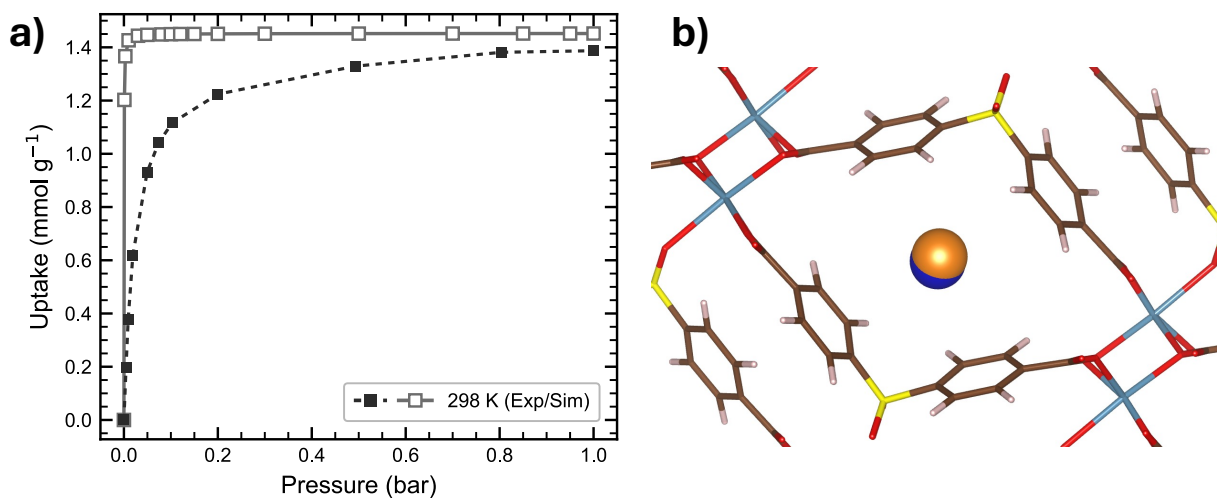 a)
b)
1.4
1.2
1.0
0.8
0.6
0.4
0.2
0.0
Uptake (mmol g⁻¹)
298 K (Exp/Sim)
0.0 0.2 0.4 0.6 0.8 1.0
Pressure (bar)